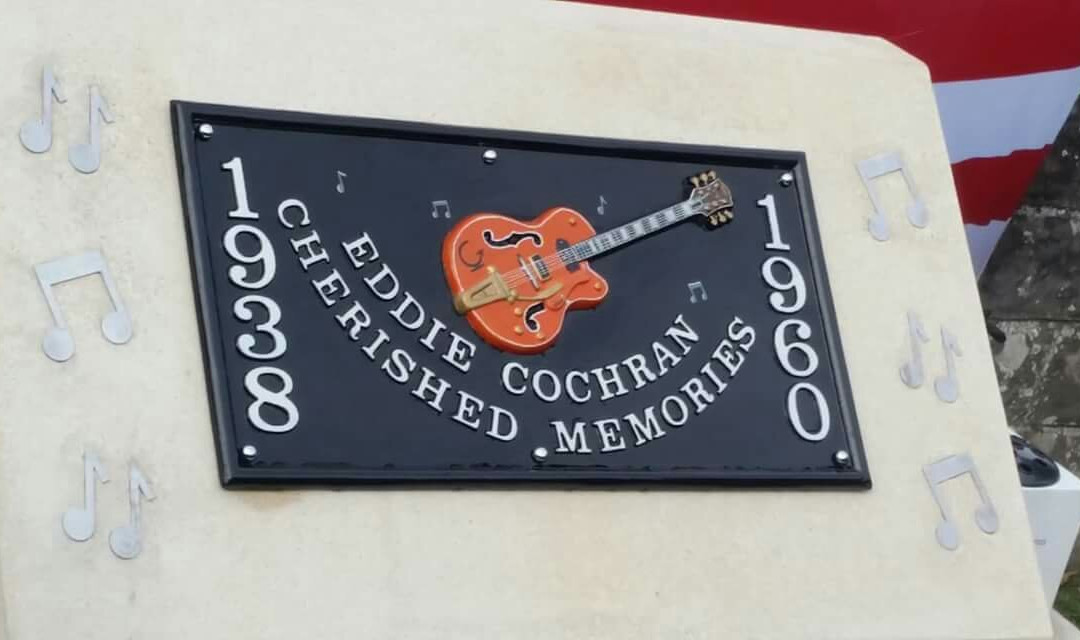 1938
EDDIE COCHRAN
CHERISHED MEMORIES
1960